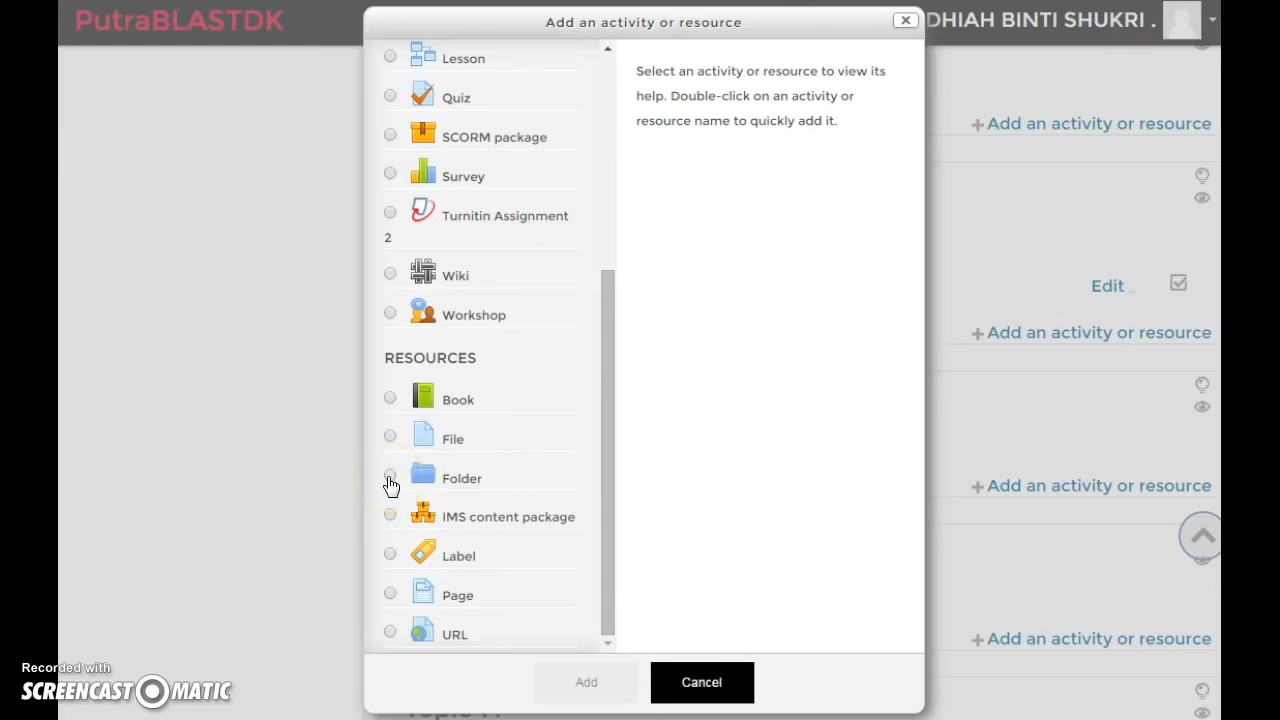 PutraBLASTDK
Add an activity or resource
DHIAH BINTI SHUKRI .
Lesson
Quiz
SCORM package
Survey
Turnitin Assignment
2
Wiki
Workshop
RESOURCES
Book
File
Folder
IMS content package
Label
Page
URL
Select an activity or resource to view its
help. Double-click on an activity or
resource name to quickly add it.
+Add an activity or resource
Edit
+Add an activity or resource
+Add an activity or resource
+Add an activity or resource
Add
Cancel
Recorded with
SCREENCAST-O-MATIC